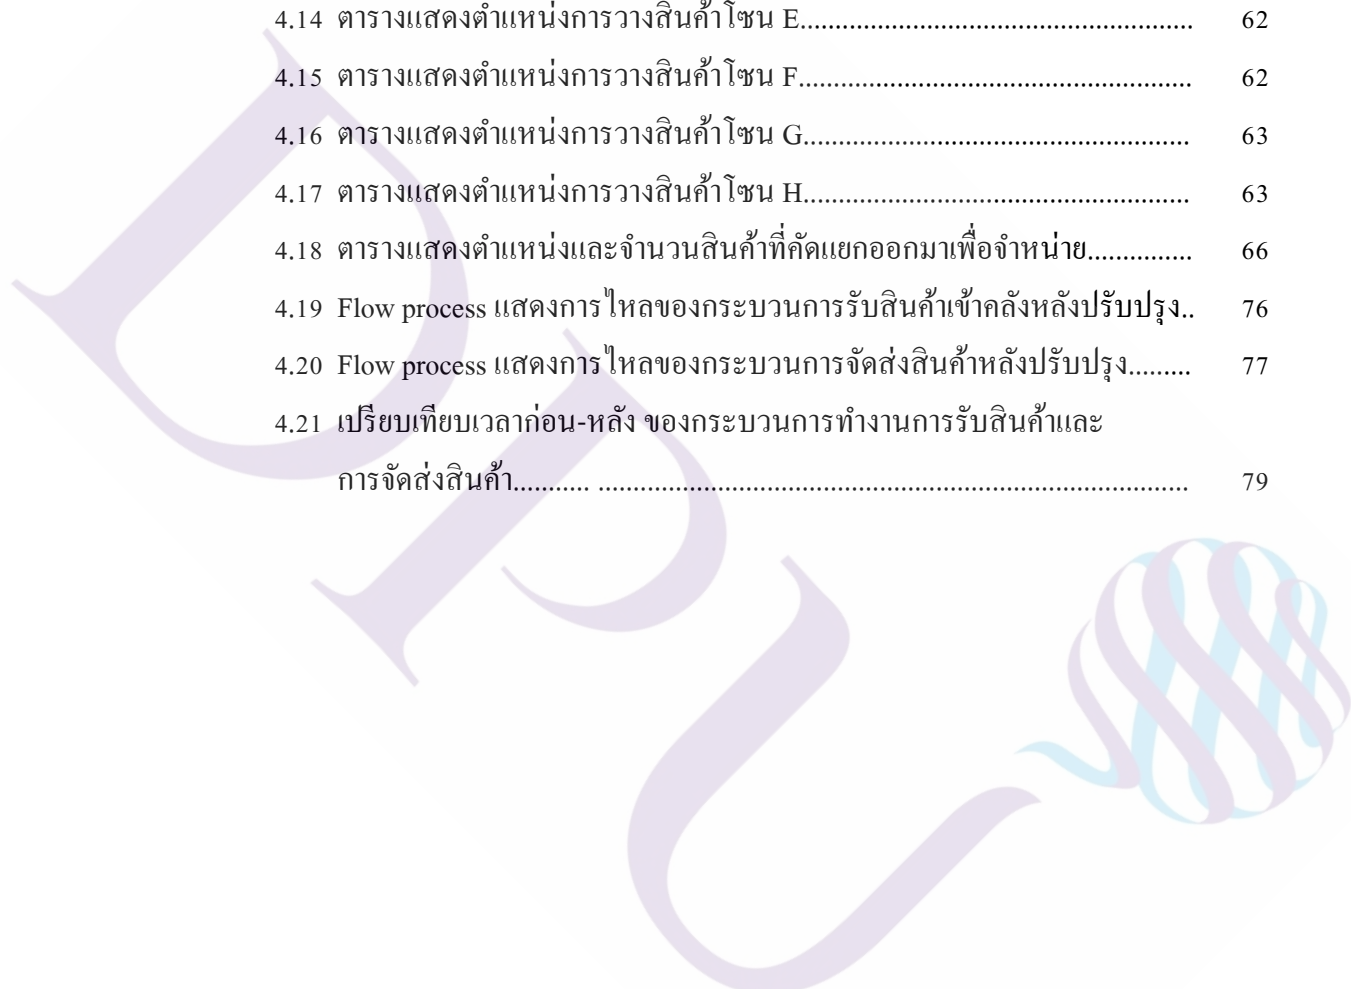 4.14 ตารางแสดงตำแหน่งการวางสินค้าโซน E........................................................ 62
4.15 ตารางแสดงตำแหน่งการวางสินค้าโซน F........................................................ 62
4.16 ตารางแสดงตำแหน่งการวางสินค้าโซน G....................................................... 63
4.17 ตารางแสดงตำแหน่งการวางสินค้าโซน H....................................................... 63
4.18 ตารางแสดงตำแหน่งและจำนวนสินค้าที่คัดแยกออกมาเพื่อจำหน่าย............... 66
4.19 Flow process แสดงการไหลของกระบวนการรับสินค้าเข้าคลังหลังปรับปรุง.. 76
4.20 Flow process แสดงการไหลของกระบวนการจัดส่งสินค้าหลังปรับปรุง......... 77
4.21 เปรียบเทียบเวลาก่อน-หลัง ของกระบวนการทำงานการรับสินค้าและ
การจัดส่งสินค้า........... .................................................................................... 79
DPU